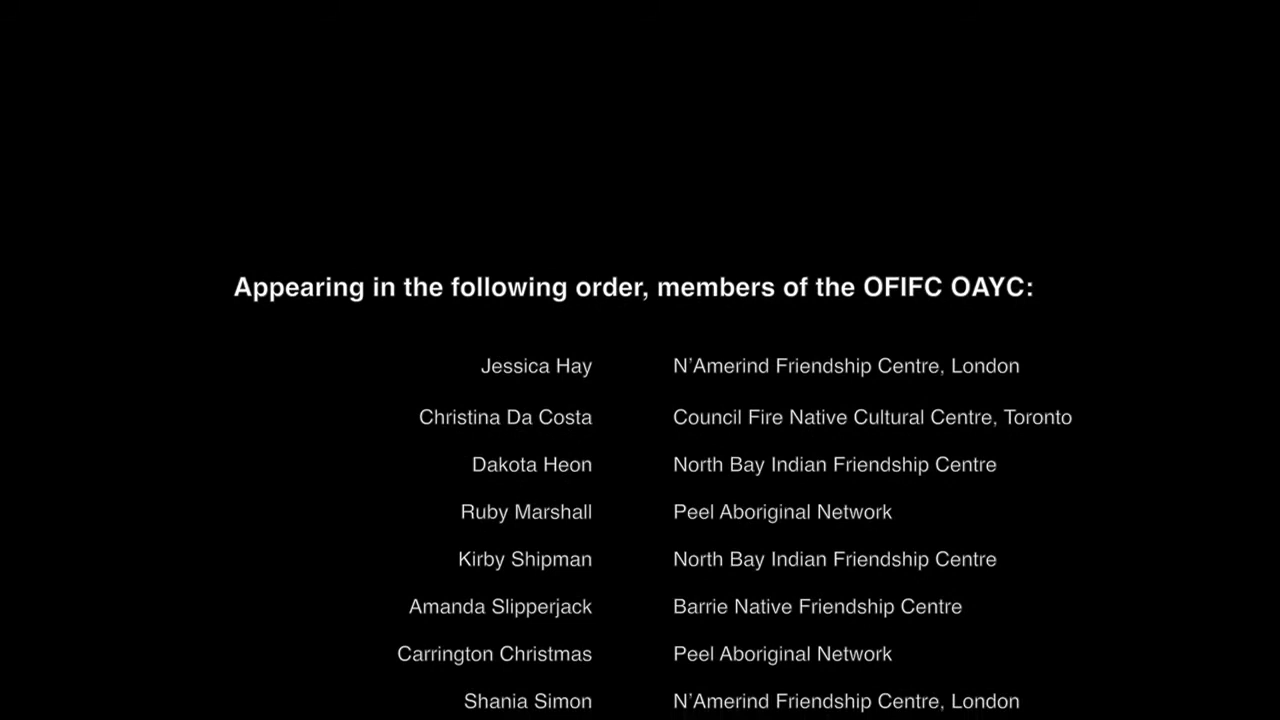 Appearing in the following order, members of the OFIFC OAYC:
Jessica Hay N’Amerind Friendship Centre, London
Christina Da Costa Council Fire Native Cultural Centre, Toronto
Dakota Heon North Bay Indian Friendship Centre
Ruby Marshall Peel Aboriginal Network
Kirby Shipman North Bay Indian Friendship Centre
Amanda Slipperjack Barrie Native Friendship Centre
Carrington Christmas Peel Aboriginal Network
Shania Simon N’Amerind Friendship Centre, London